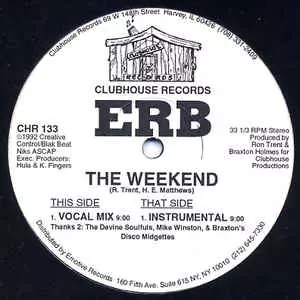 Clubhouse Records 69 W 148th Street Harvey, IL 60426 (708) 331-2409
CLUBHOUSE RECORDS
ERB
CHR 133
©1992 Creative
Control/Blak Beat
Niks ASCAP
Exec. Producers:
Hula & K. Fingers
33 1/3 RPM Stereo
Produced by
Ron Trent &
Braxton Holmes for
Clubhouse
Productions
THE WEEKEND
(R. Trent, H. E. Matthews)
THIS SIDE
1. VOCAL MIX 9:00
THAT SIDE
1. INSTRUMENTAL 9:00
Thanks 2: The Devine Soulfuls, Mike Winston, & Braxton's
Disco Midgettes
Distributed by Emotive Records 160 Fifth Ave. Suite 615 NY, NY 10010 (212) 645-7330